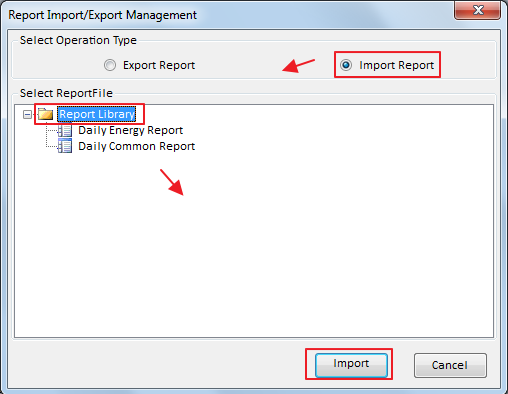 Report Import/Export Management
Select Operation Type
Export Report
Import Report
Select ReportFile
Report Library
Daily Energy Report
Daily Common Report
Import
Cancel